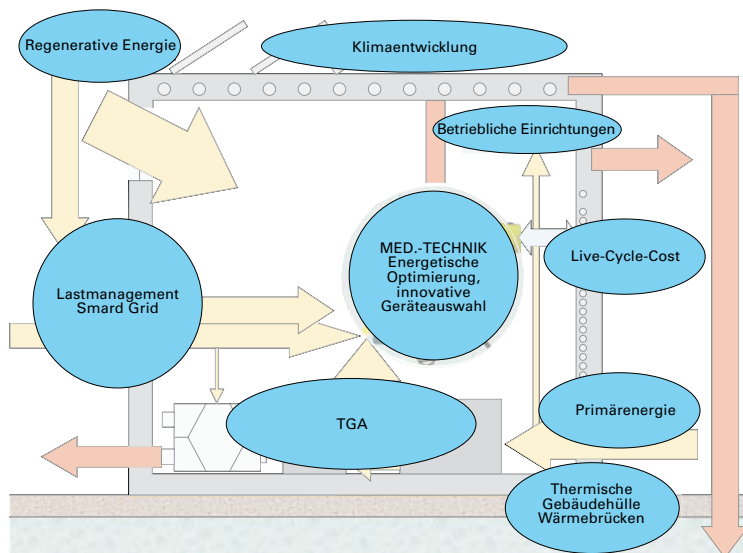 Regenerative Energie
Klimaentwicklung
Betriebliche Einrichtungen
MED.-TECHNIK
Energetische
Optimierung,
innovative
Geräteauswahl
Live-Cycle-Cost
Lastmanagement
Smard Grid
TGA
Primärenergie
Thermische
Gebäudehülle
Wärmebrücken